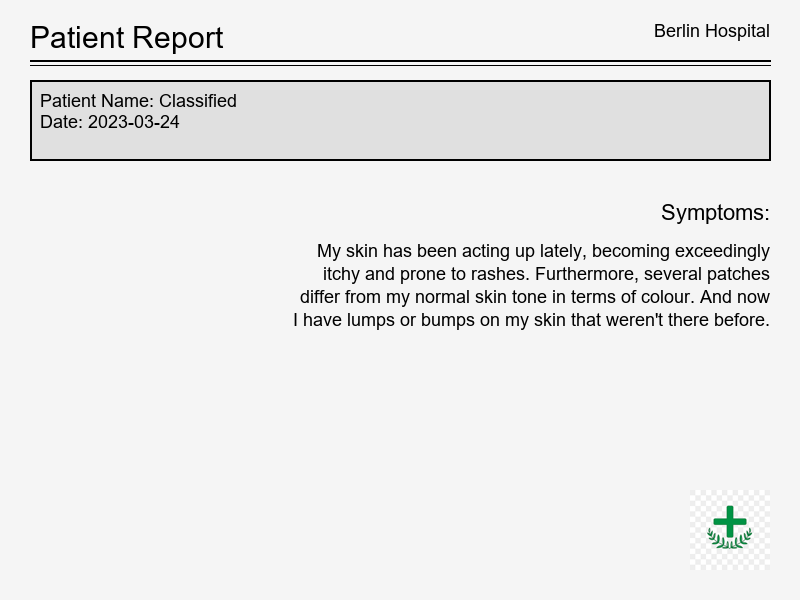 Patient Report
Berlin Hospital
Patient Name: Classified
Date: 2023-03-24
Symptoms:
My skin has been acting up lately, becoming exceedingly
itchy and prone to rashes. Furthermore, several patches
differ from my normal skin tone in terms of colour. And now
I have lumps or bumps on my skin that weren't there before.